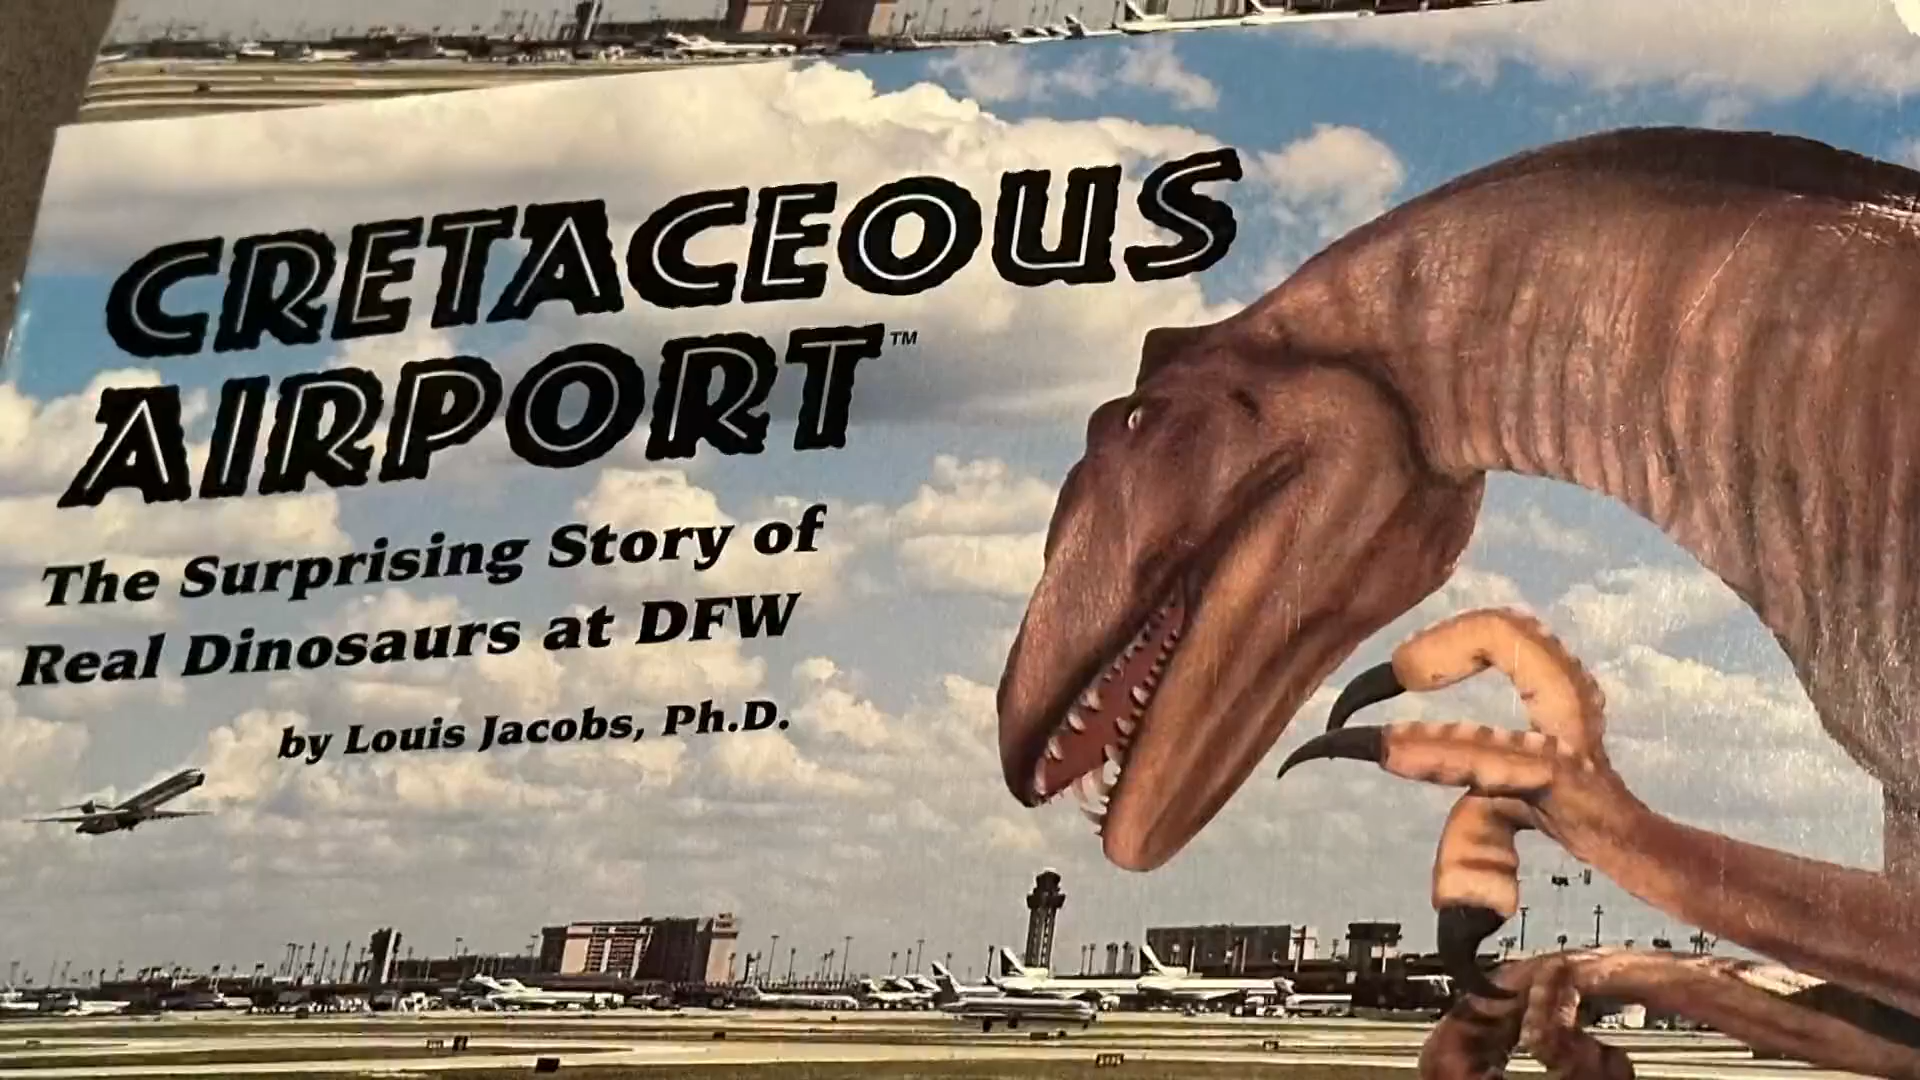 CRETACEOUS
AIRPORT™
The Surprising Story of
Real Dinosaurs at DFW
by Louis Jacobs, Ph.D.